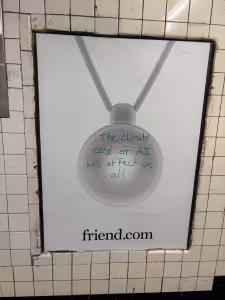 The climate
cost of AI
will affect us
all
friend.com